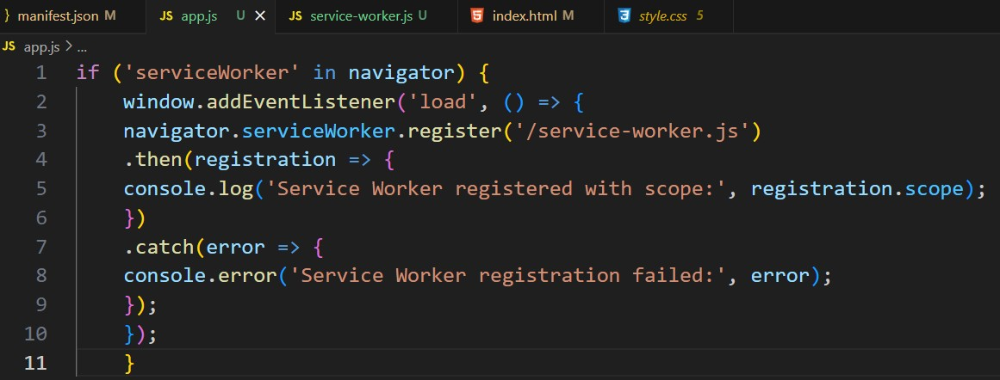 } manifest.json M JS app.js U × JS service-worker.js U 5 index.html M 3 style.css 5
JS app.js > ...
1 if ('serviceWorker' in navigator) {
2 window.addEventListener('load', () => {
3 navigator.serviceWorker.register('/service-worker.js')
4 .then(registration => {
5 console.log('Service Worker registered with scope:', registration.scope);
6 })
7 .catch(error => {
8 console.error('Service Worker registration failed:', error);
9 });
10 });
11 }